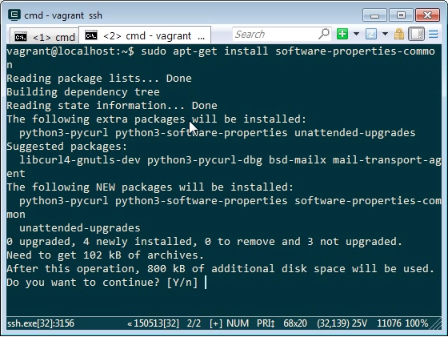 cmd - vagrant ssh
<1> cmd
<2> cmd - vagrant ...
Search
vagrant@localhost:~$ sudo apt-get install software-properties-commo
n
Reading package lists... Done
Building dependency tree
Reading state information... Done
The following extra packages will be installed:
python3-pycurl python3-software-properties unattended-upgrades
Suggested packages:
libcurl4-gnutls-dev python3-pycurl-dbg bsd-mailx mail-transport-ag
ent
The following NEW packages will be installed:
python3-pycurl python3-software-properties software-properties-com
mon
unattended-upgrades
0 upgraded, 4 newly installed, 0 to remove and 3 not upgraded.
Need to get 102 kB of archives.
After this operation, 800 kB of additional disk space will be used.
Do you want to continue? [Y/n]
ssh.exe[32]:3156
«150513[32] 2/2 [+] NUM PRI‡ 68x20 (32,139) 25V 11076 100%